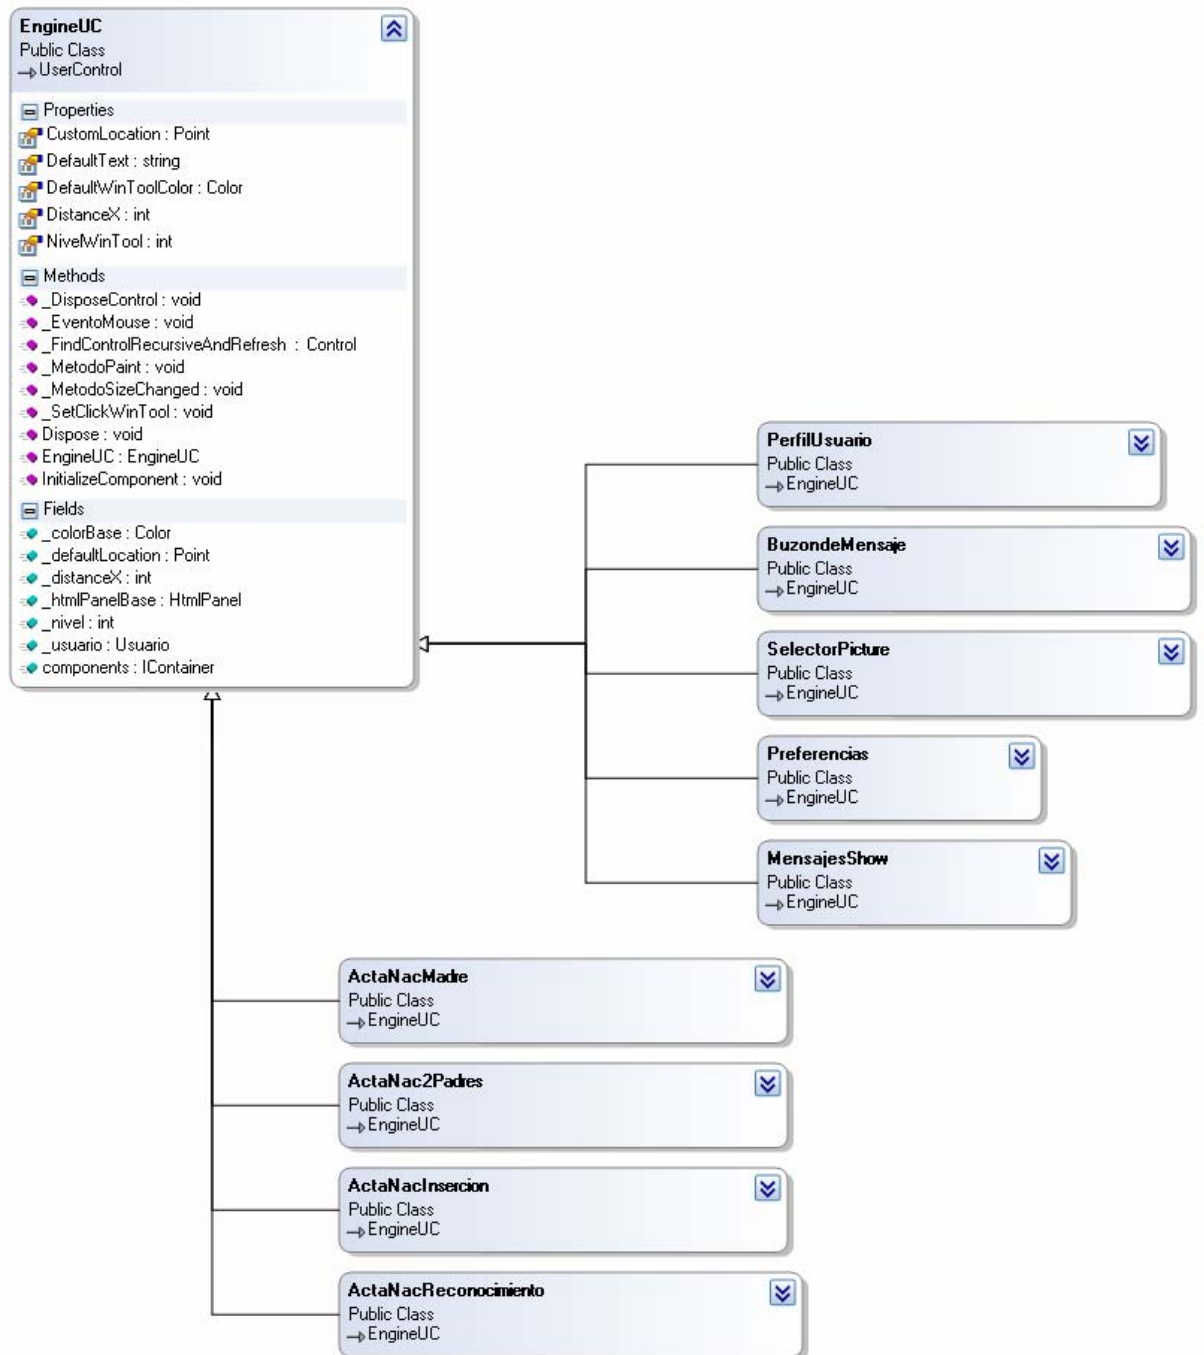 EngineUC
Public Class
UserControl
Properties
CustomLocation : Point
DefaultText : string
DefaultWinToolColor : Color
DistanceX : int
NivelWinTool : int
Methods
_DisposeControl : void
_EventoMouse : void
_FindControlRecursiveAndRefresh : Control
_MetodoPaint : void
_MetodoSizeChanged : void
_SetClickWinTool : void
Dispose : void
EngineUC : EngineUC
InitializeComponent : void
Fields
_colorBase : Color
_defaultLocation : Point
_distanceX : int
_htmlPanelBase : HtmlPanel
_nivel : int
_usuario : Usuario
components : IContainer
PerfilUsuario
Public Class
EngineUC
BuzondeMensaje
Public Class
EngineUC
SelectorPicture
Public Class
EngineUC
Preferencias
Public Class
EngineUC
MensajesShow
Public Class
EngineUC
ActaNacMadre
Public Class
EngineUC
ActaNac2Padres
Public Class
EngineUC
ActaNacInsercion
Public Class
EngineUC
ActaNacReconocimiento
Public Class
EngineUC